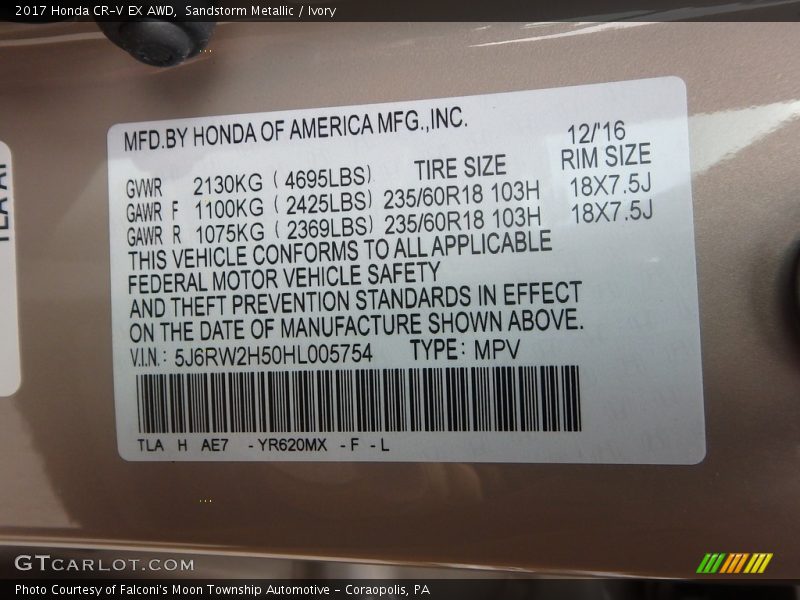 2017 Honda CR-V EX AWD, Sandstorm Metallic / Ivory
TLA A
MFD.BY HONDA OF AMERICA MFG.,INC.
12/'16
TIRE SIZE RIM SIZE
GVWR 2130KG ( 4695LBS)
GAWR F 1100KG ( 2425LBS) 235/60R18 103H 18X7.5J
GAWR R 1075KG ( 2369LBS) 235/60R18 103H 18X7.5J
THIS VEHICLE CONFORMS TO ALL APPLICABLE
FEDERAL MOTOR VEHICLE SAFETY
AND THEFT PREVENTION STANDARDS IN EFFECT
ON THE DATE OF MANUFACTURE SHOWN ABOVE.
V.I.N.: 5J6RW2H50HL005754 TYPE: MPV
TLA H AE7 - YR620MX - F - L
GTCARLOT.COM
Photo Courtesy of Falconi's Moon Township Automotive - Coraopolis, PA